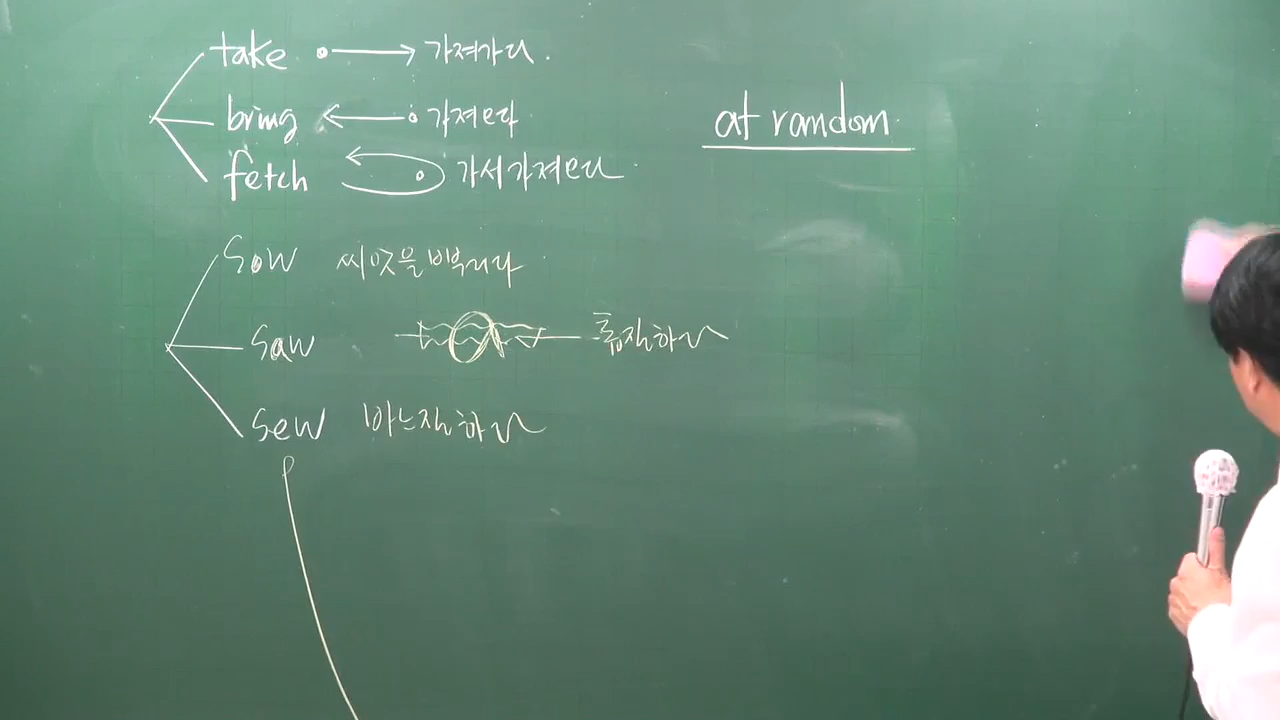 take 가져가다.
bring 가져오다
fetch 가서가져오다
at random
sow 씨앗을뿌리다
saw 톱질하다
sew 바느질하다